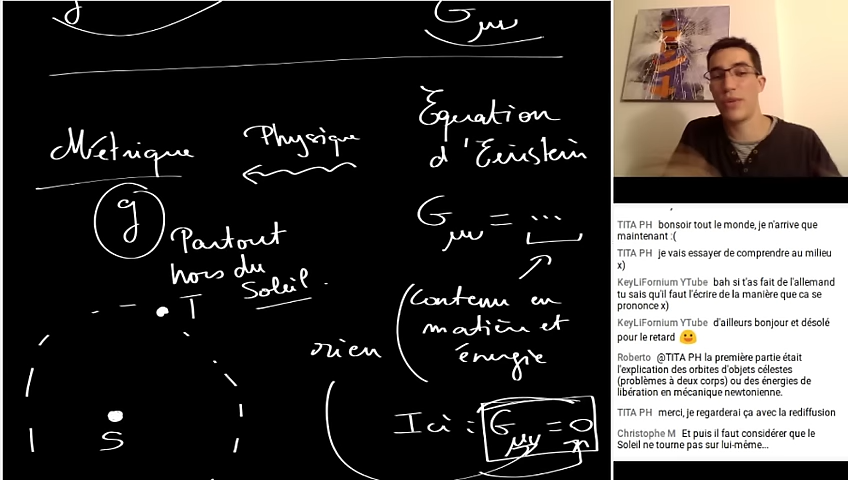 g
Gμν
Métrique
Physique
Equation
d'Einstein
g
Gμν = ...
Partout
hors du
Soleil.
T
S
rien
contenu en
matière et
énergie
Ici : Gμν = 0
TITA PH bonsoir tout le monde, je n'arrive que
maintenant :(
TITA PH je vais essayer de comprendre au milieu
x)
KeyLiFornium YTube bah si t'as fait de l'allemand
tu sais qu'il faut l'écrire de la manière que ca se
prononce x)
KeyLiFornium YTube d'ailleurs bonjour et désolé
pour le retard 🙂
Roberto @TITA PH la première partie était
l'explication des orbites d'objets célestes
(problèmes à deux corps) ou des énergies de
libération en mécanique newtonienne.
TITA PH merci, je regarderai ça avec la rediffusion
Christophe M Et puis il faut considérer que le
Soleil ne tourne pas sur lui-même...